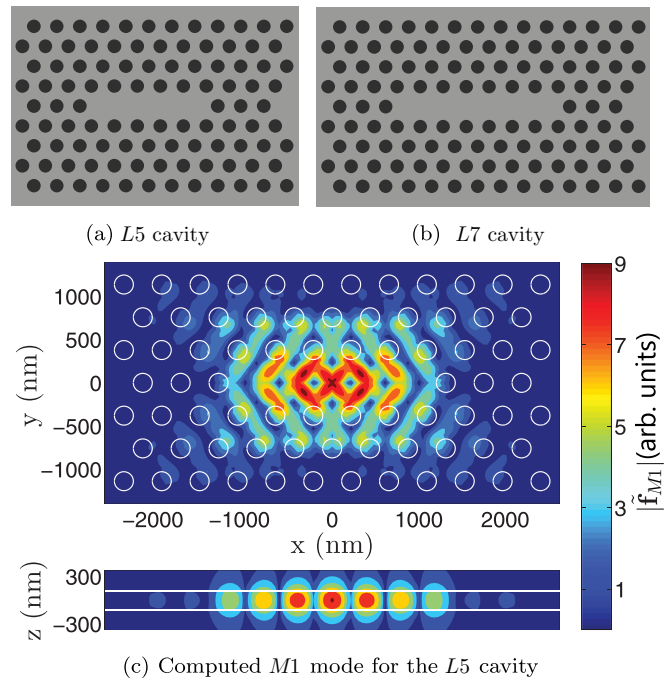 (a) L5 cavity
(b) L7 cavity
1000
500
0
−500
−1000
y (nm)
−2000 −1000 0 1000 2000
x (nm)
9
7
5
3
1
|f̃_{M1}|(arb. units)
300
−300
z (nm)
(c) Computed M1 mode for the L5 cavity